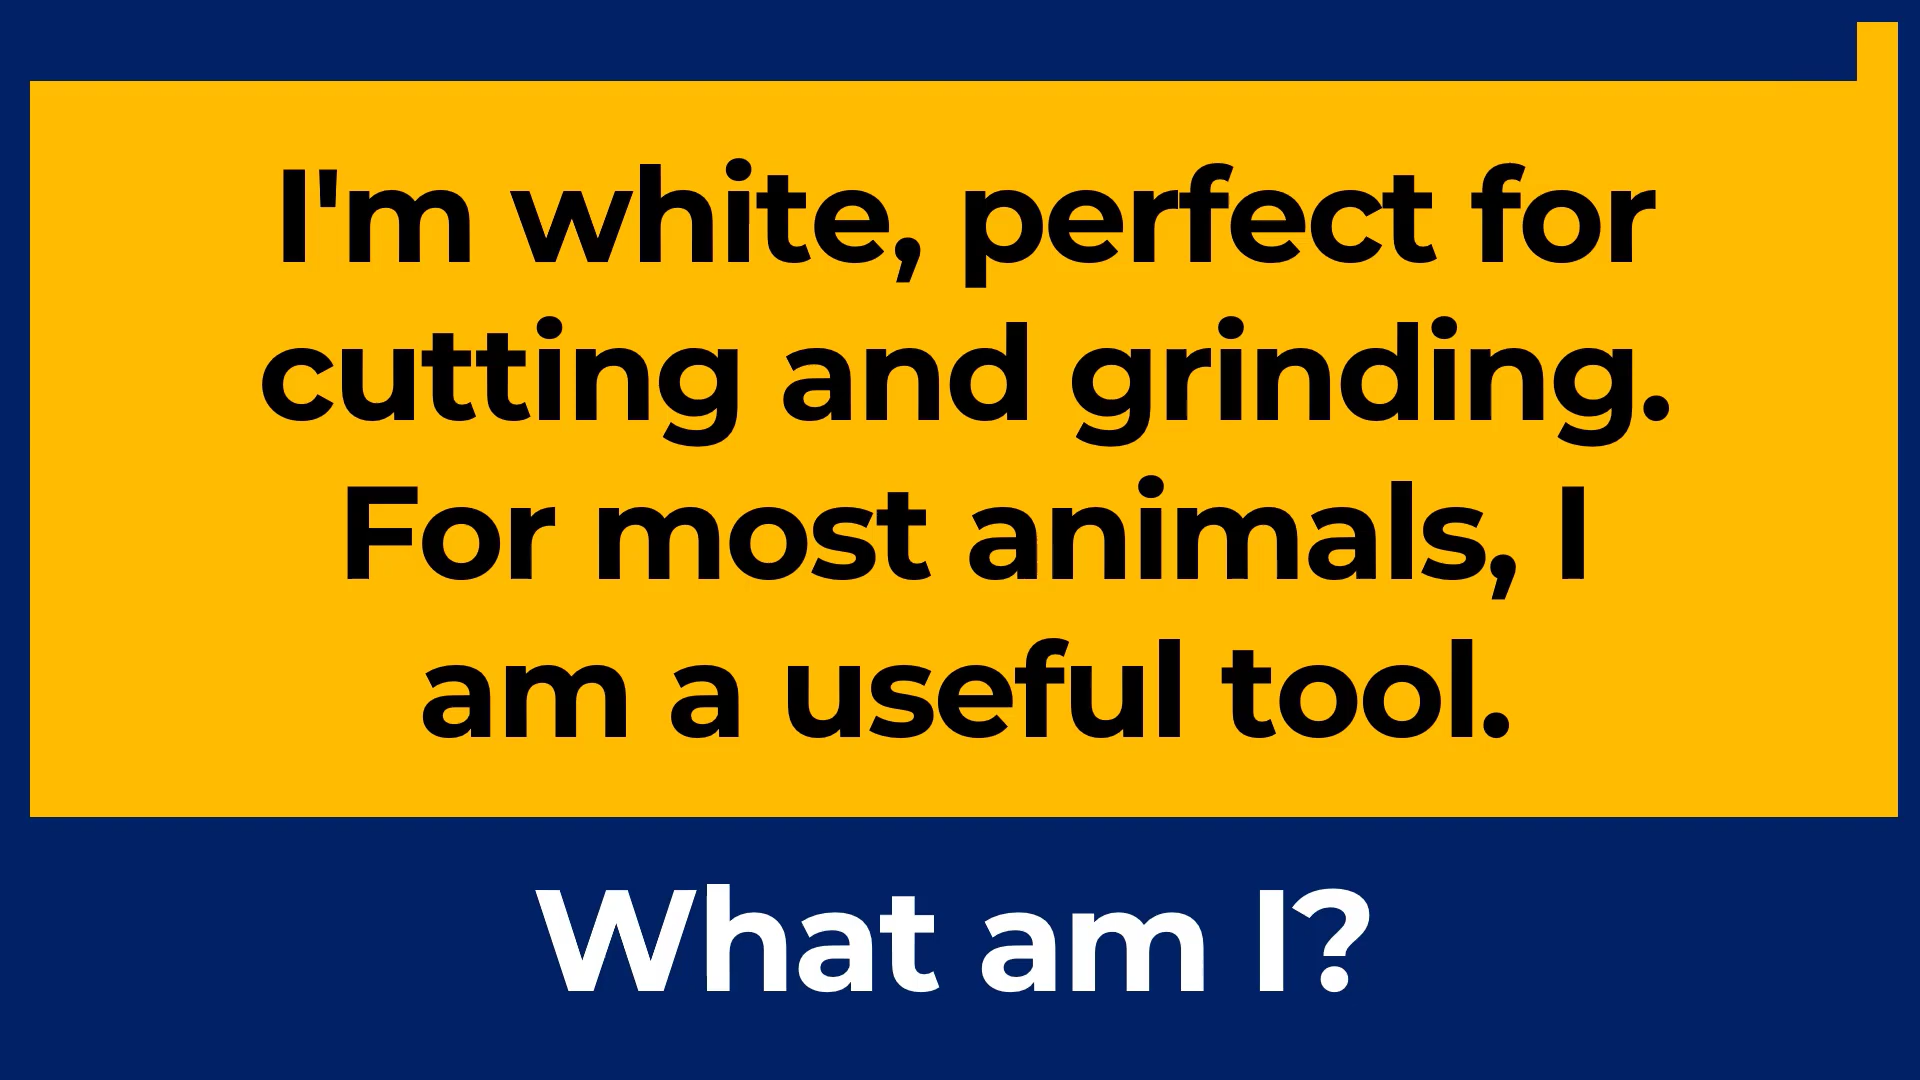 I'm white, perfect for
cutting and grinding.
For most animals, I
am a useful tool.
What am I?